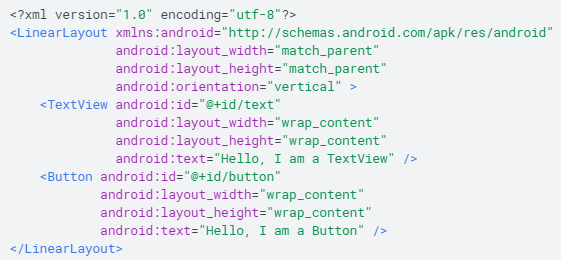 <?xml version="1.0" encoding="utf-8"?>
<LinearLayout xmlns:android="http://schemas.android.com/apk/res/android"
android:layout_width="match_parent"
android:layout_height="match_parent"
android:orientation="vertical" >
<TextView android:id="@+id/text"
android:layout_width="wrap_content"
android:layout_height="wrap_content"
android:text="Hello, I am a TextView" />
<Button android:id="@+id/button"
android:layout_width="wrap_content"
android:layout_height="wrap_content"
android:text="Hello, I am a Button" />
</LinearLayout>